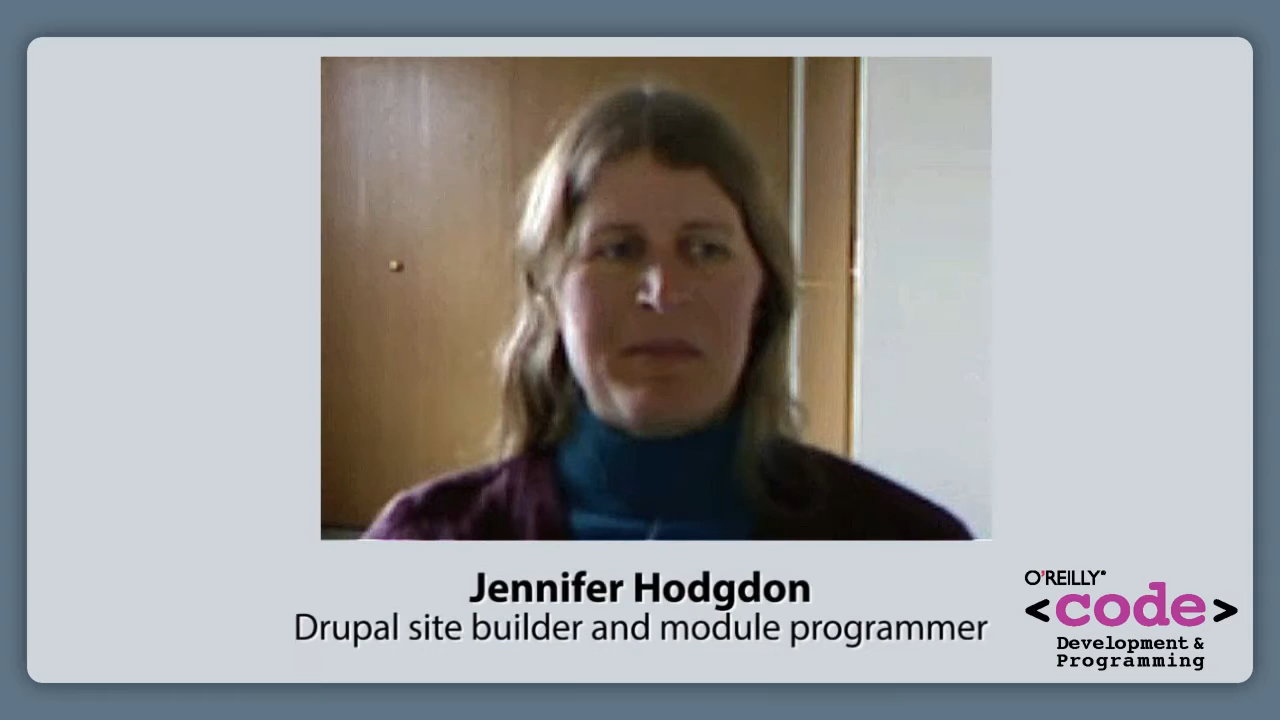 Jennifer Hodgdon
Drupal site builder and module programmer
O'REILLY®
<code>
Development &
Programming